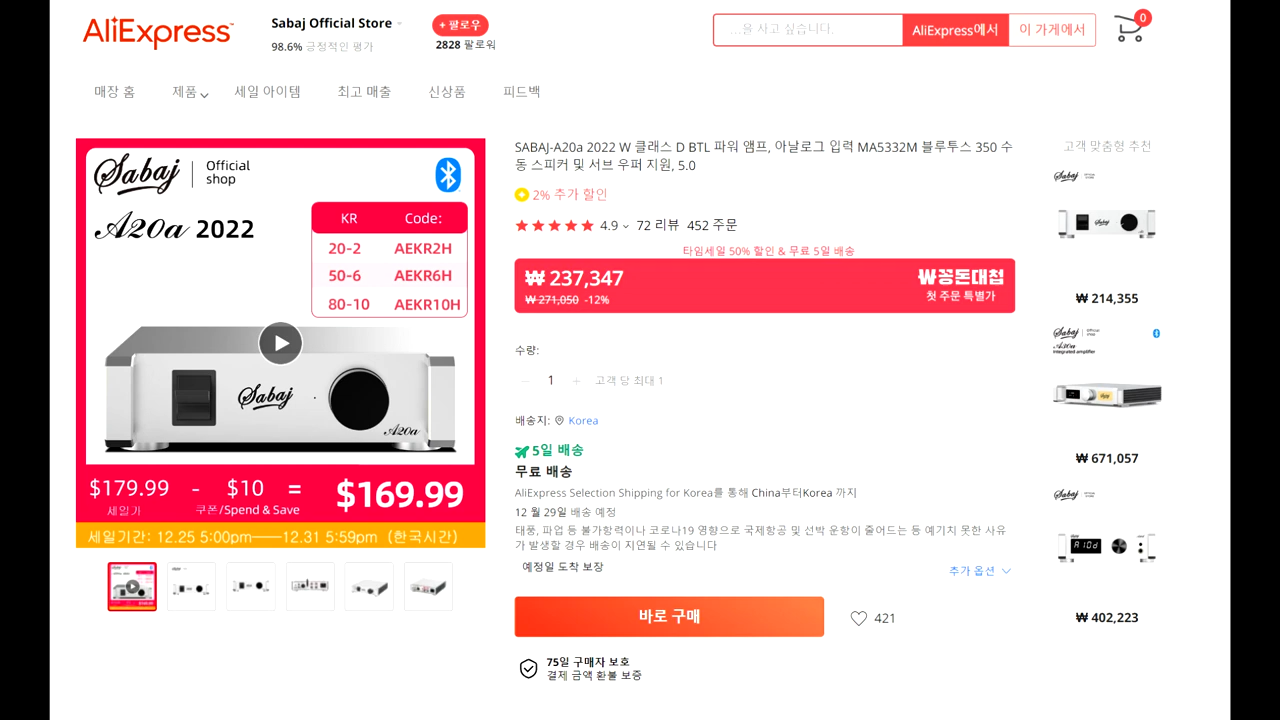 AliExpress
Sabaj Official Store
98.6% 긍정적인 평가
+ 팔로우
2828 팔로워
...을 사고 싶습니다.
AliExpress에서
이 가게에서
0
매장 홈
제품
세일 아이템
최고 매출
신상품
피드백
Sabaj
Official
shop
A20a 2022
KR Code:
20-2 AEKR2H
50-6 AEKR6H
80-10 AEKR10H
Sabaj
A20a
$179.99 - $10 = $169.99
세일가 쿠폰/Spend & Save
세일기간: 12.25 5:00pm——12.31 5:59pm (한국시간)
SABAJ-A20a 2022 W 클래스 D BTL 파워 앰프, 아날로그 입력 MA5332M 블루투스 350 수
동 스피커 및 서브 우퍼 지원, 5.0
2% 추가 할인
4.9
72 리뷰 452 주문
타임세일 50% 할인 & 무료 5일 배송
₩ 237,347
₩ 271,050 -12%
₩꽁돈대첩
첫 주문 특별가
수량:
1
고객 당 최대 1
배송지: Korea
5일 배송
무료 배송
AliExpress Selection Shipping for Korea를 통해 China부터Korea 까지
12 월 29일 배송 예정
태풍, 파업 등 불가항력이나 코로나19 영향으로 국제항공 및 선박 운항이 줄어드는 등 예기치 못한 사유
가 발생할 경우 배송이 지연될 수 있습니다
예정일 도착 보장
추가 옵션
바로 구매
421
75일 구매자 보호
결제 금액 환불 보증
고객 맞춤형 추천
Sabaj
Sabaj
₩ 214,355
Sabaj
A30a
Integrated amplifier
₩ 671,057
Sabaj
A10d
₩ 402,223